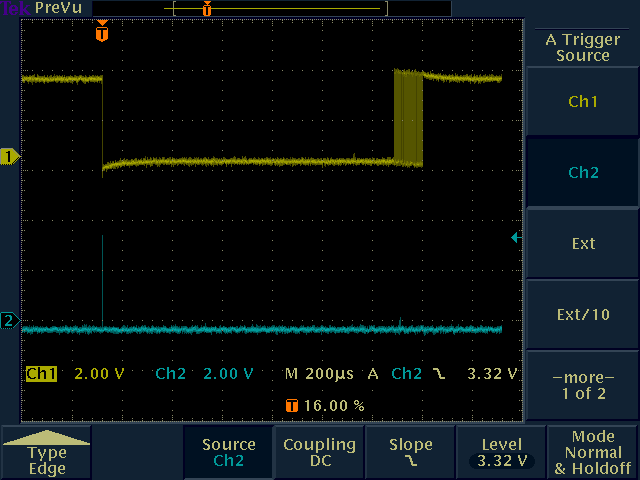 Tek PreVu
T
T
A Trigger
Source
Ch1
Ch2
Ext
Ext/10
-more-
1 of 2
1
2
Ch1 2.00 V Ch2 2.00 V M 200µs A Ch2 3.32 V
T 16.00 %
Type
Edge
Source
Ch2
Coupling
DC
Slope
Level
3.32 V
Mode
Normal
& Holdoff